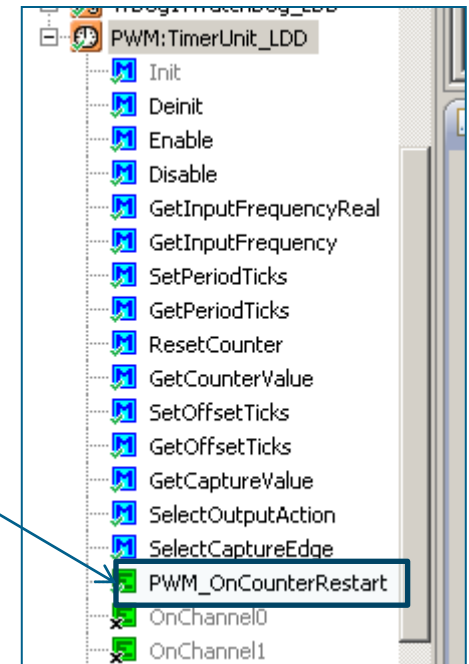 PWM:TimerUnit_LDD
Init
Deinit
Enable
Disable
GetInputFrequencyReal
GetInputFrequency
SetPeriodTicks
GetPeriodTicks
ResetCounter
GetCounterValue
SetOffsetTicks
GetOffsetTicks
GetCaptureValue
SelectOutputAction
SelectCaptureEdge
PWM_OnCounterRestart
OnChannel0
OnChannel1